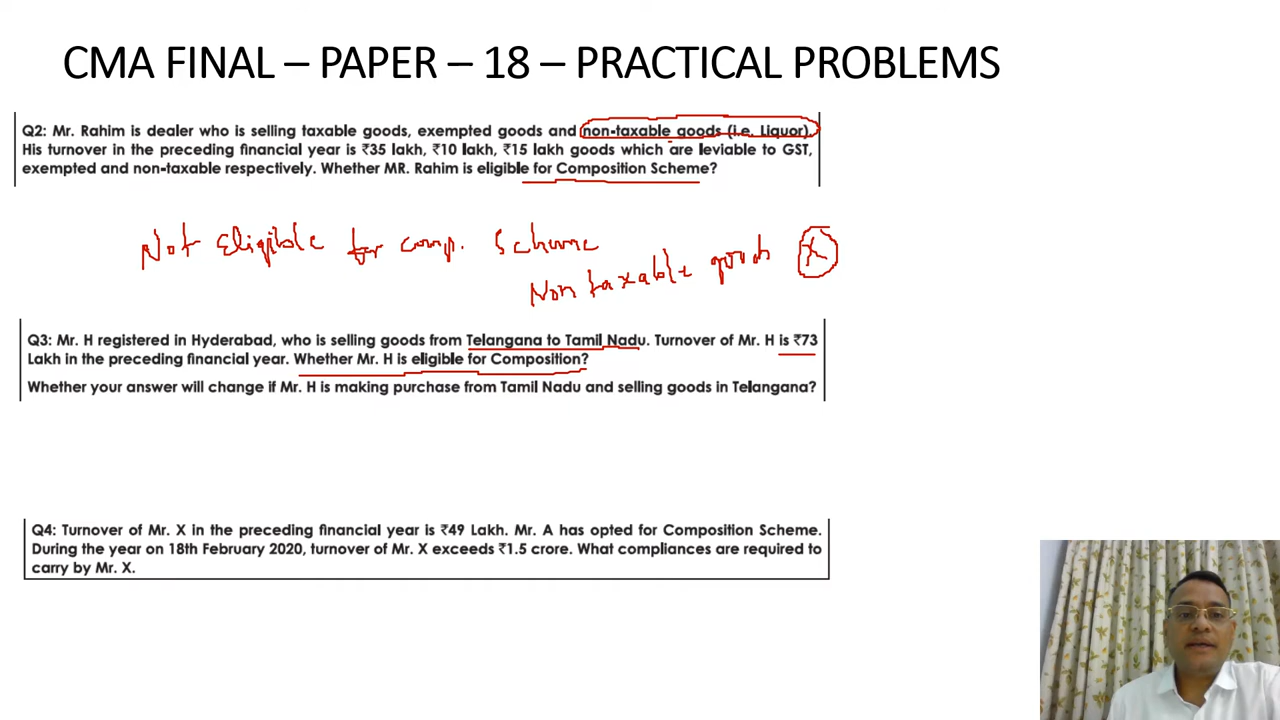 CMA FINAL – PAPER – 18 – PRACTICAL PROBLEMS
Q2: Mr. Rahim is dealer who is selling taxable goods, exempted goods and non-taxable goods (i.e. Liquor).
His turnover in the preceding financial year is ₹35 lakh, ₹10 lakh, ₹15 lakh goods which are leviable to GST,
exempted and non-taxable respectively. Whether MR. Rahim is eligible for Composition Scheme?
Not Eligible for comp. Scheme
Non taxable goods X
Q3: Mr. H registered in Hyderabad, who is selling goods from Telangana to Tamil Nadu. Turnover of Mr. H is ₹73
Lakh in the preceding financial year. Whether Mr. H is eligible for Composition?
Whether your answer will change if Mr. H is making purchase from Tamil Nadu and selling goods in Telangana?
Q4: Turnover of Mr. X in the preceding financial year is ₹49 Lakh. Mr. A has opted for Composition Scheme.
During the year on 18th February 2020, turnover of Mr. X exceeds ₹1.5 crore. What compliances are required to
carry by Mr. X.